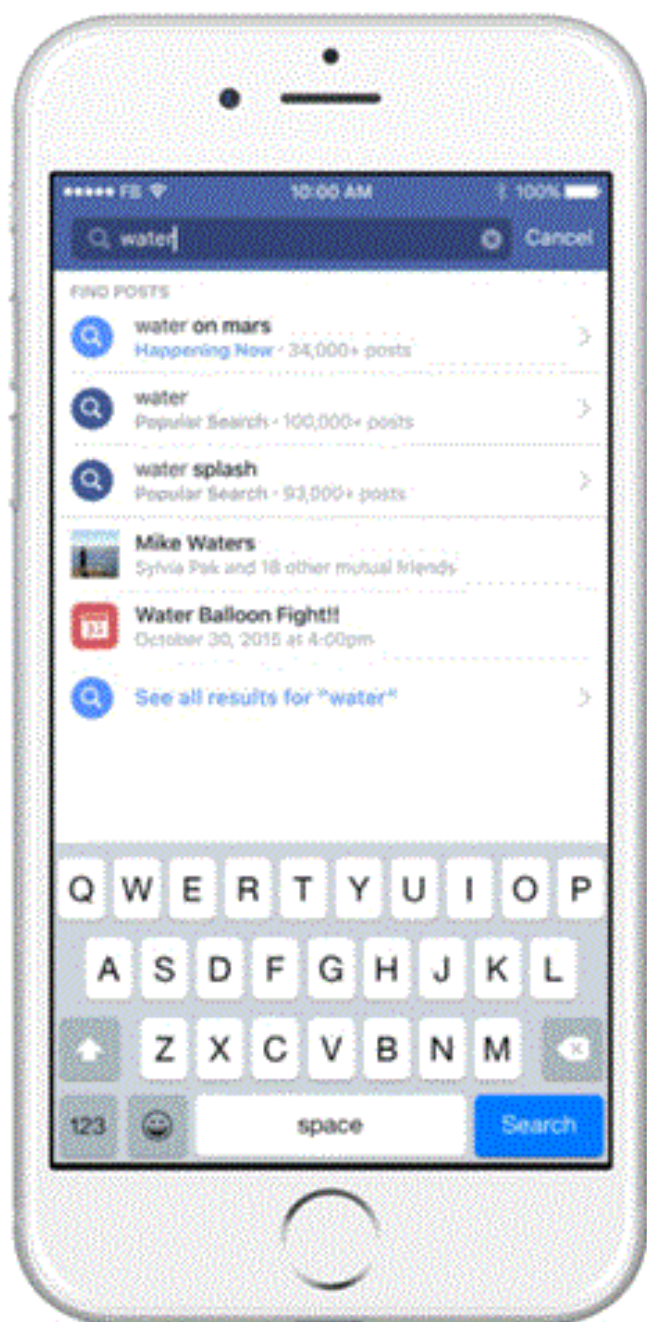 FB 10:00 AM 100%
water Cancel
FIND POSTS
water on mars
Happening Now · 34,000+ posts
water
Popular Search · 100,000+ posts
water splash
Popular Search · 93,000+ posts
Mike Waters
Sylvia Pak and 18 other mutual friends
31
Water Balloon Fight!!
October 30, 2015 at 4:00pm
See all results for "water"
Q W E R T Y U I O P
A S D F G H J K L
Z X C V B N M
123 space Search